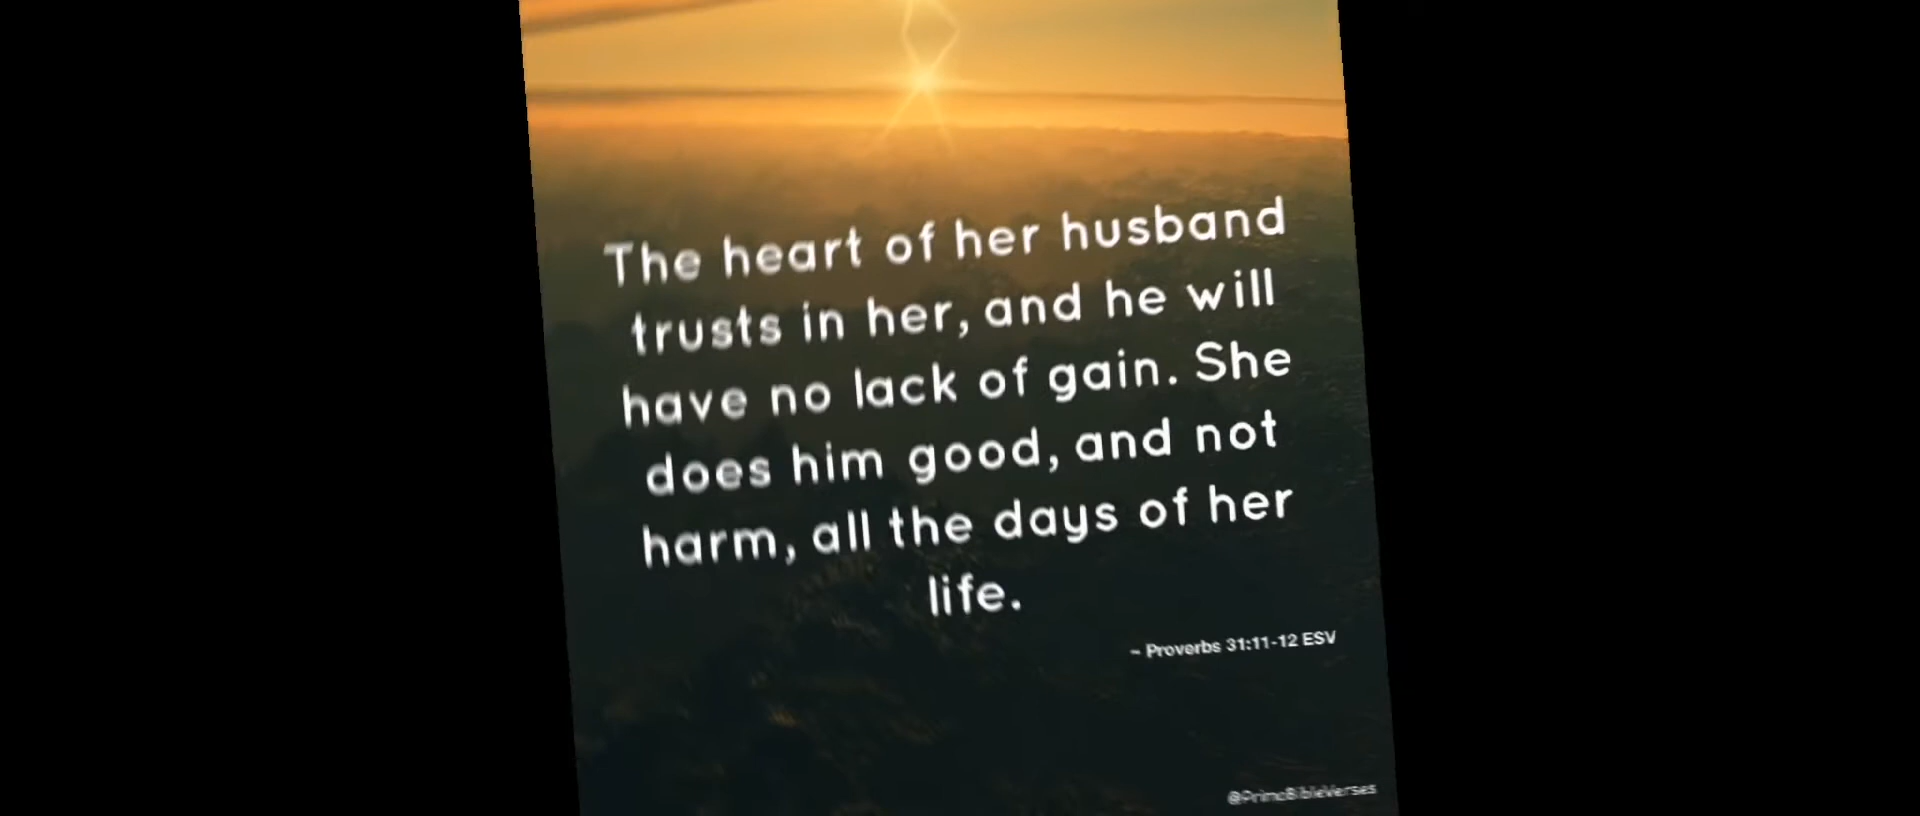 The heart of her husband
trusts in her, and he will
have no lack of gain. She
does him good, and not
harm, all the days of her
life.
~ Proverbs 31:11-12 ESV
@PrimoBibleVerses